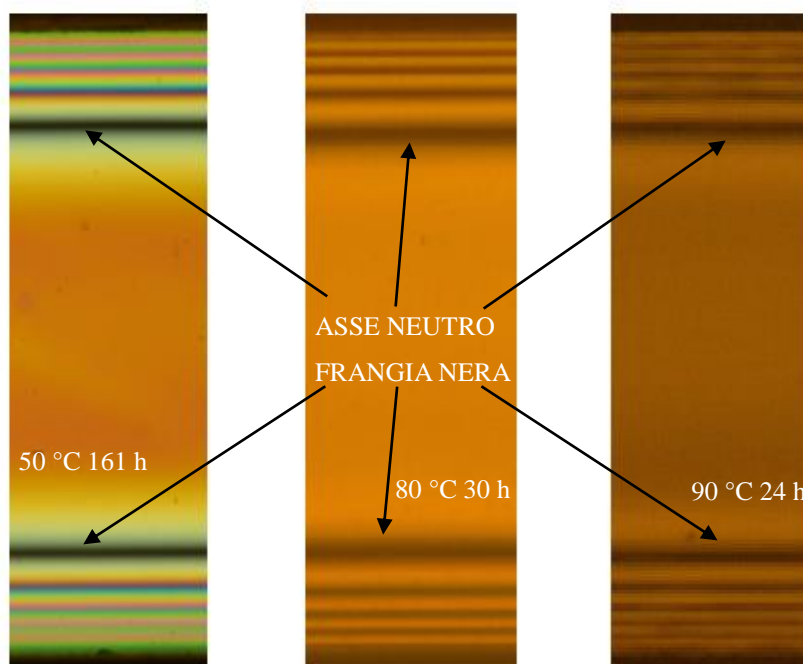 ASSE NEUTRO
FRANGIA NERA
50 °C 161 h
80 °C 30 h
90 °C 24 h